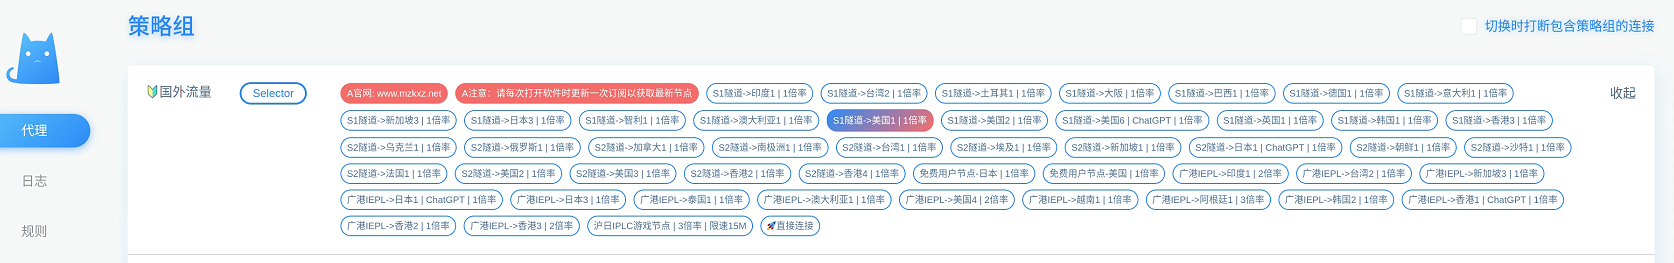 策略组
切换时打断包含策略组的连接
代理
日志
规则
🔰国外流量
Selector
A官网: www.mzkxz.net
A注意：请每次打开软件时更新一次订阅以获取最新节点
S1隧道->印度1 | 1倍率
S1隧道->台湾2 | 1倍率
S1隧道->土耳其1 | 1倍率
S1隧道->大阪 | 1倍率
S1隧道->巴西1 | 1倍率
S1隧道->德国1 | 1倍率
S1隧道->意大利1 | 1倍率
收起
S1隧道->新加坡3 | 1倍率
S1隧道->日本3 | 1倍率
S1隧道->智利1 | 1倍率
S1隧道->澳大利亚1 | 1倍率
S1隧道->美国1 | 1倍率
S1隧道->美国2 | 1倍率
S1隧道->美国6 | ChatGPT | 1倍率
S1隧道->英国1 | 1倍率
S1隧道->韩国1 | 1倍率
S1隧道->香港3 | 1倍率
S2隧道->乌克兰1 | 1倍率
S2隧道->俄罗斯1 | 1倍率
S2隧道->加拿大1 | 1倍率
S2隧道->南极洲1 | 1倍率
S2隧道->台湾1 | 1倍率
S2隧道->埃及1 | 1倍率
S2隧道->新加坡1 | 1倍率
S2隧道->日本1 | ChatGPT | 1倍率
S2隧道->朝鲜1 | 1倍率
S2隧道->沙特1 | 1倍率
S2隧道->法国1 | 1倍率
S2隧道->美国2 | 1倍率
S2隧道->美国3 | 1倍率
S2隧道->香港2 | 1倍率
S2隧道->香港4 | 1倍率
免费用户节点-日本 | 1倍率
免费用户节点-美国 | 1倍率
广港IEPL->印度1 | 2倍率
广港IEPL->台湾2 | 1倍率
广港IEPL->新加坡3 | 1倍率
广港IEPL->日本1 | ChatGPT | 1倍率
广港IEPL->日本3 | 1倍率
广港IEPL->泰国1 | 1倍率
广港IEPL->澳大利亚1 | 1倍率
广港IEPL->美国4 | 2倍率
广港IEPL->越南1 | 1倍率
广港IEPL->阿根廷1 | 3倍率
广港IEPL->韩国2 | 1倍率
广港IEPL->香港1 | ChatGPT | 1倍率
广港IEPL->香港2 | 1倍率
广港IEPL->香港3 | 2倍率
沪日IPLC游戏节点 | 3倍率 | 限速15M
🚀直接连接